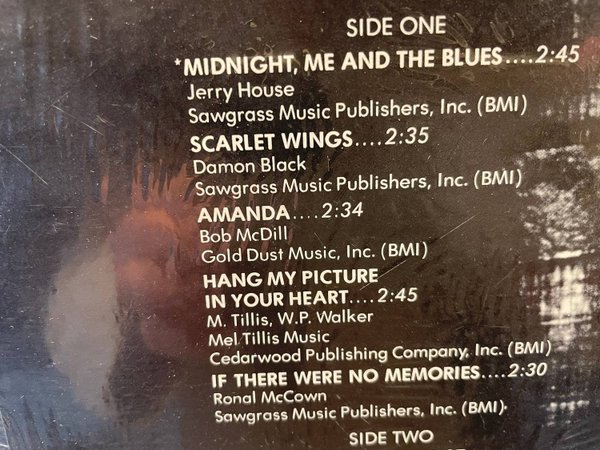 SIDE ONE
*MIDNIGHT, ME AND THE BLUES....2:45
Jerry House
Sawgrass Music Publishers, Inc. (BMI)
SCARLET WINGS....2:35
Damon Black
Sawgrass Music Publishers, Inc. (BMI)
AMANDA....2:34
Bob McDill
Gold Dust Music, Inc. (BMI)
HANG MY PICTURE
IN YOUR HEART....2:45
M. Tillis, W.P. Walker
Mel Tillis Music
Cedarwood Publishing Company, Inc. (BMI)
IF THERE WERE NO MEMORIES....2:30
Ronal McCown
Sawgrass Music Publishers, Inc. (BMI)
SIDE TWO